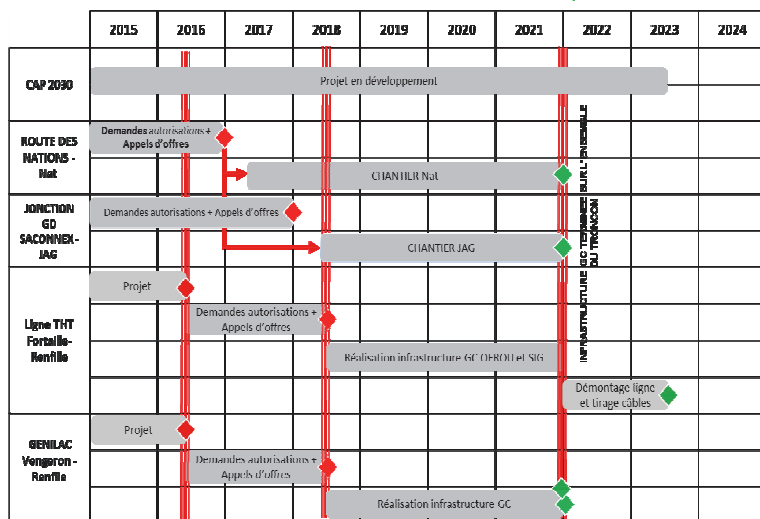 2015 2016 2017 2018 2019 2020 2021 2022 2023 2024
CAP 2030
Projet en développement
ROUTE DES
NATIONS -
Nat
Demandes autorisations +
Appels d'offres
CHANTIER Nat
JONCTION
GD
SACONNEX -
JAG
Demandes autorisations + Appels d'offres
CHANTIER JAG
INFRASTRUCTURE GC TERMINEE SUR L'ENSEMBLE
DU TRONCON
Ligne THT
Foretaille-
Renfile
Projet
Demandes autorisations +
Appels d'offres
Réalisation infrastructure GC OFROU et SIG
Démontage ligne
et tirage câbles
GENILAC
Vengeron -
Renfile
Projet
Demandes autorisations +
Appels d'offres
Réalisation infrastructure GC